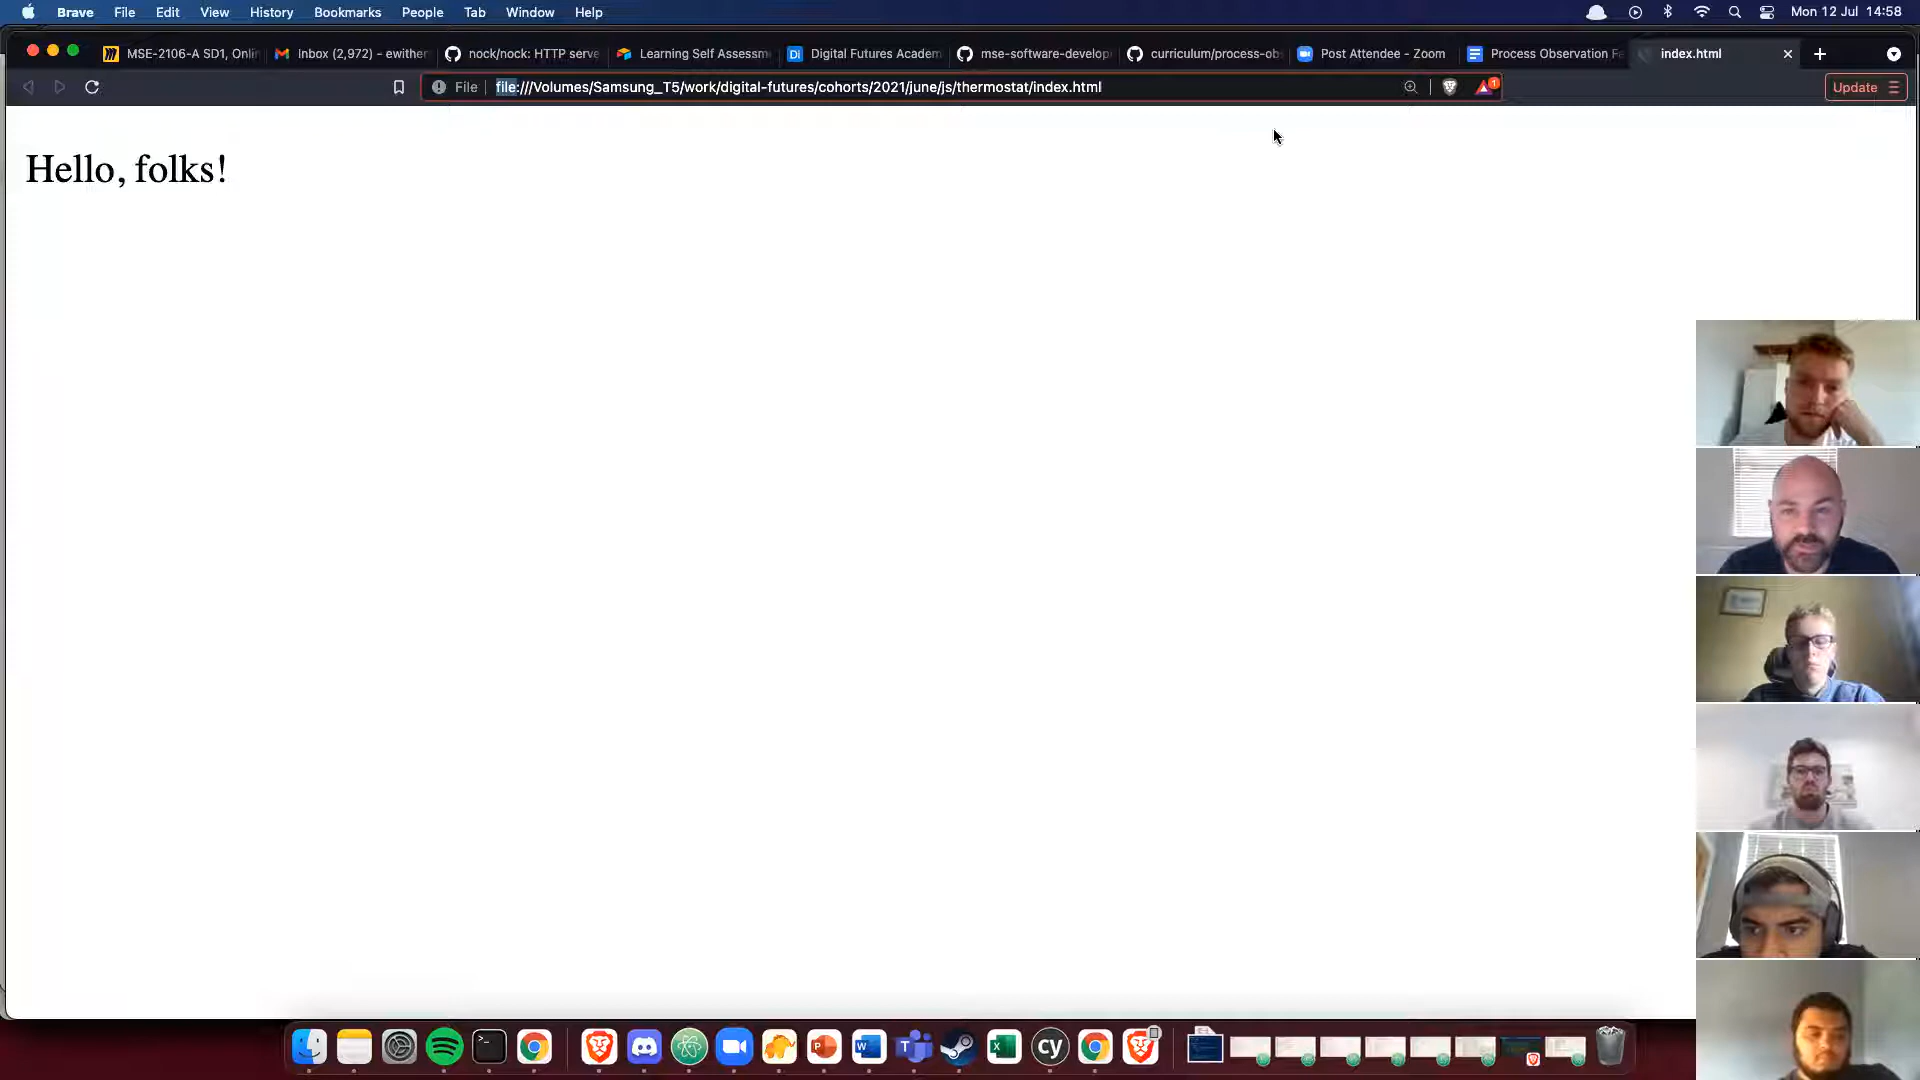 Brave File Edit View History Bookmarks People Tab Window Help Mon 12 Jul 14:58
MSE-2106-A SD1, Onli Inbox (2,972) – ewither nock/nock: HTTP serve Learning Self Assessm Digital Futures Academ mse-software-develop curriculum/process-ob Post Attendee - Zoom Process Observation Fe index.html
File file:///Volumes/Samsung_T5/work/digital-futures/cohorts/2021/june/js/thermostat/index.html 1 Update
Hello, folks!